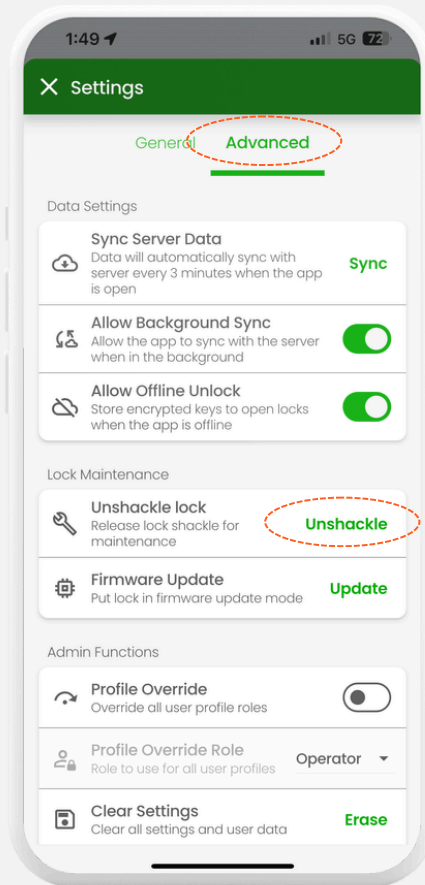 1:49
5G 72
Settings
General Advanced
Data Settings
Sync Server Data
Data will automatically sync with
server every 3 minutes when the app
is open
Sync
Allow Background Sync
Allow the app to sync with the server
when in the background
Allow Offline Unlock
Store encrypted keys to open locks
when the app is offline
Lock Maintenance
Unshackle lock
Release lock shackle for
maintenance
Unshackle
Firmware Update
Put lock in firmware update mode
Update
Admin Functions
Profile Override
Override all user profile roles
Profile Override Role
Role to use for all user profiles
Operator
Clear Settings
Clear all settings and user data
Erase